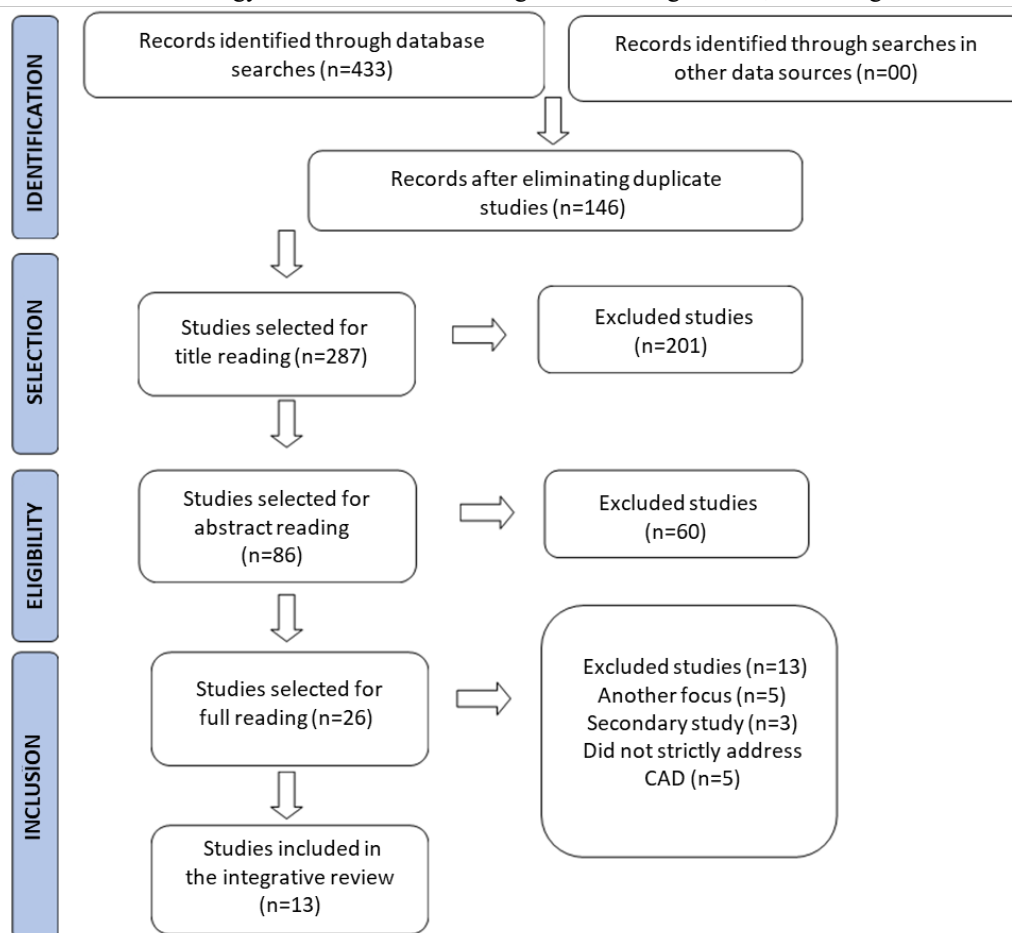 IDENTIFICATION
Records identified through database
searches (n=433)
Records identified through searches in
other data sources (n=00)
Records after eliminating duplicate
studies (n=146)
SELECTION
Studies selected for
title reading (n=287)
Excluded studies
(n=201)
ELIGIBILITY
Studies selected for
abstract reading
(n=86)
Excluded studies
(n=60)
INCLUSION
Studies selected for
full reading (n=26)
Excluded studies (n=13)
Another focus (n=5)
Secondary study (n=3)
Did not strictly address
CAD (n=5)
Studies included in
the integrative review
(n=13)